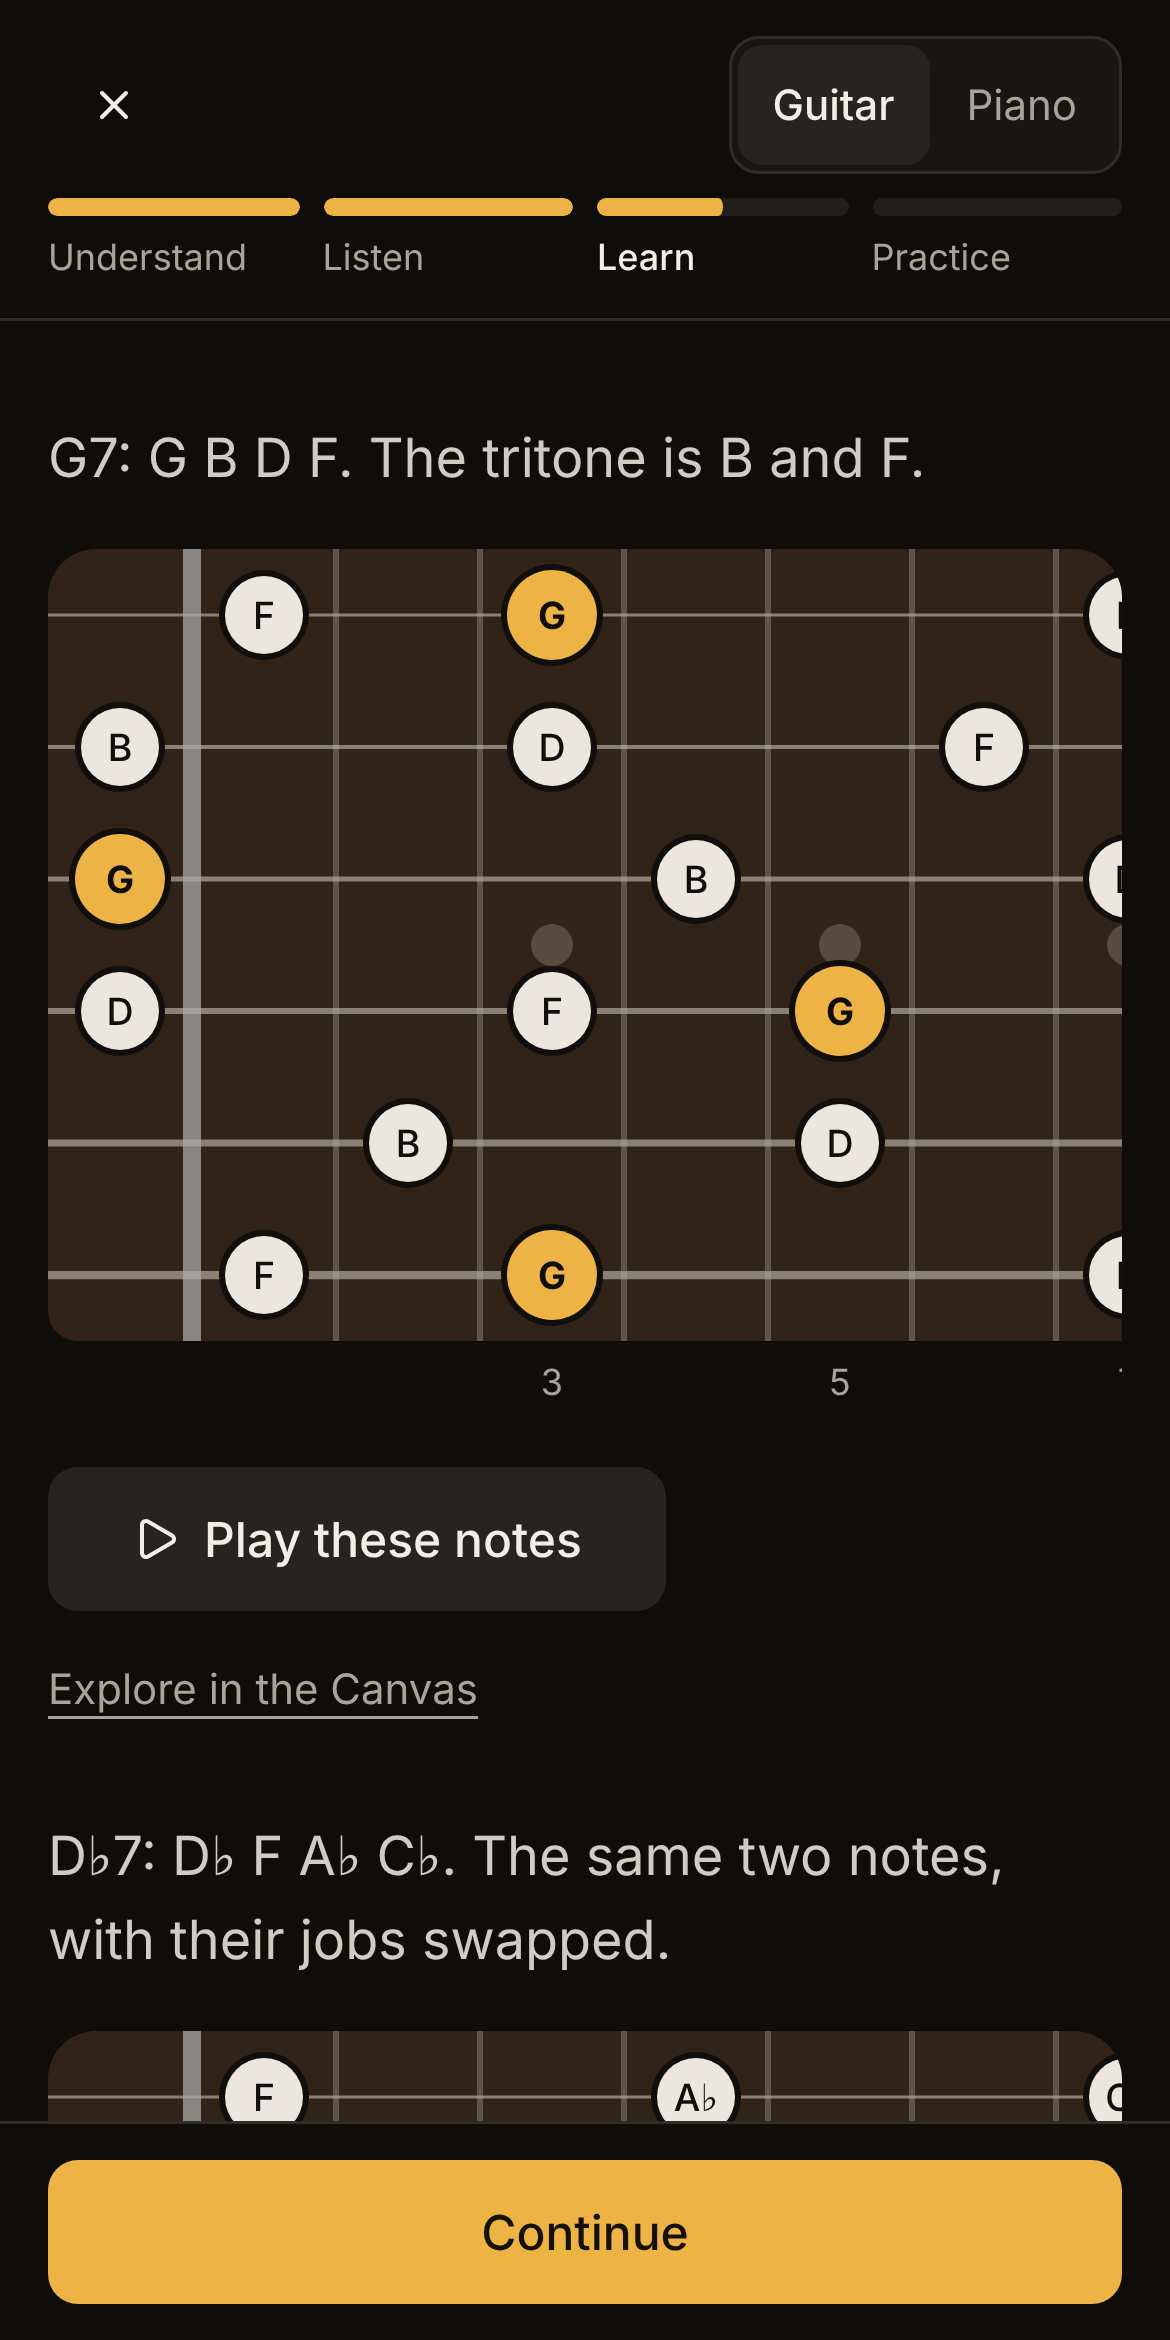 Guitar Piano
Understand Listen Learn Practice
G7: G B D F. The tritone is B and F.
F G
B D F
G B
D F G
B D
F G
3 5
Play these notes
Explore in the Canvas
D♭7: D♭ F A♭ C♭. The same two notes,
with their jobs swapped.
F A♭
Continue